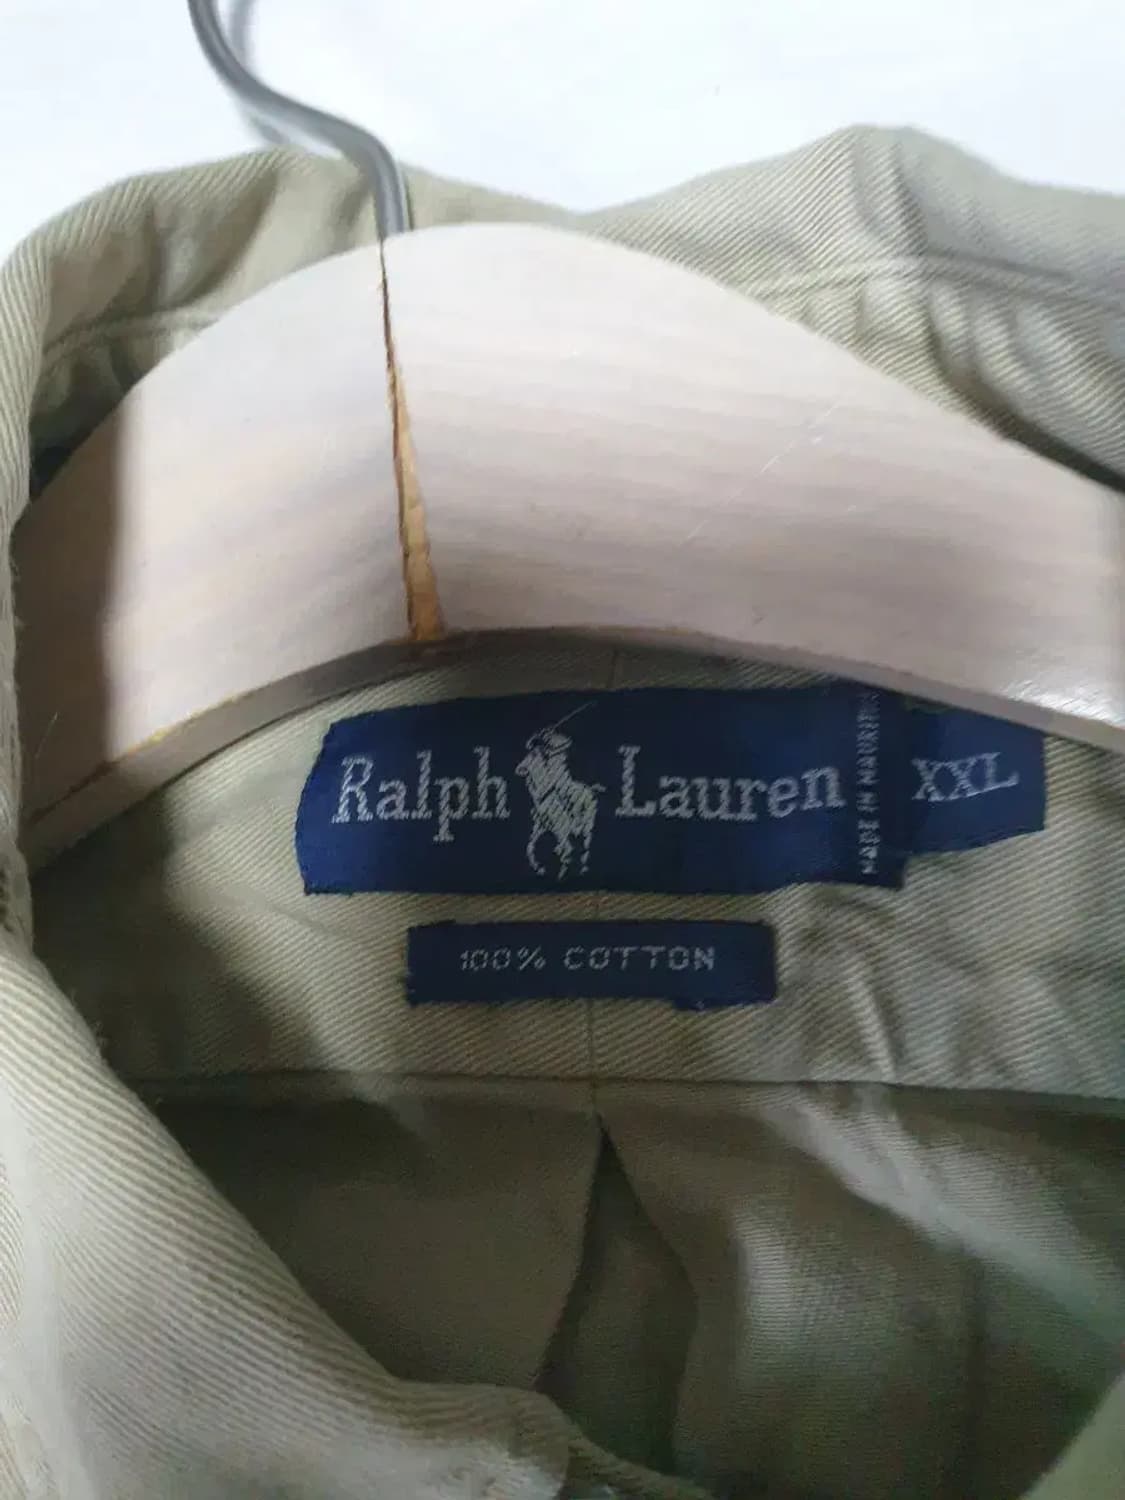 Ralph Lauren
MADE IN MAURITIUS
XXL
100% COTTON